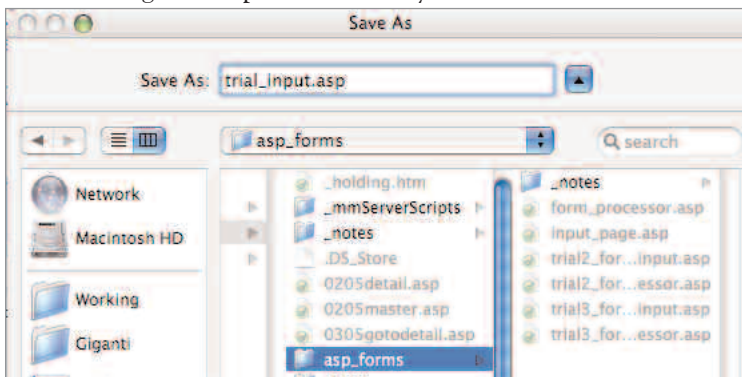 Save As
Save As: trial_input.asp
asp_forms
search
Network
Macintosh HD
Working
Giganti
_holding.htm
_mmServerScripts
_notes
.DS_Store
0205detail.asp
0205master.asp
0305gotodetail.asp
asp_forms
_notes
form_processor.asp
input_page.asp
trial2_for...input.asp
trial2_for...essor.asp
trial3_for...input.asp
trial3_for...essor.asp